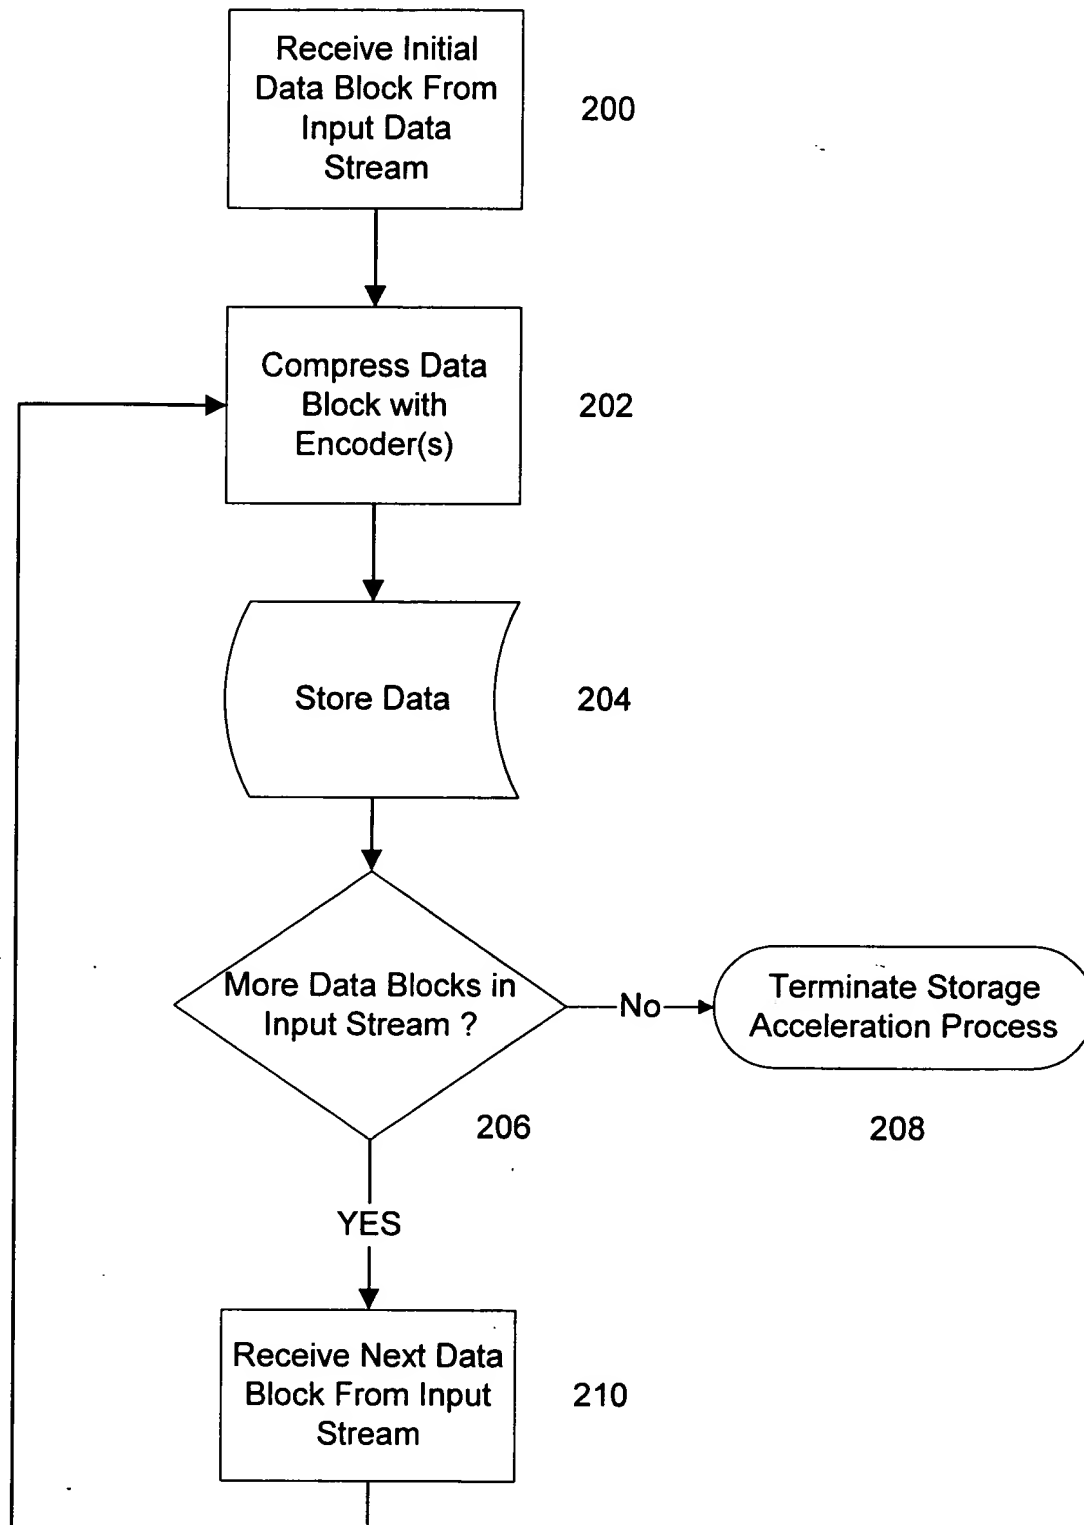 Receive Initial
Data Block From
Input Data
Stream
200
Compress Data
Block with
Encoder(s)
202
Store Data
204
More Data Blocks in
Input Stream ?
No
Terminate Storage
Acceleration Process
206
208
YES
Receive Next Data
Block From Input
Stream
210